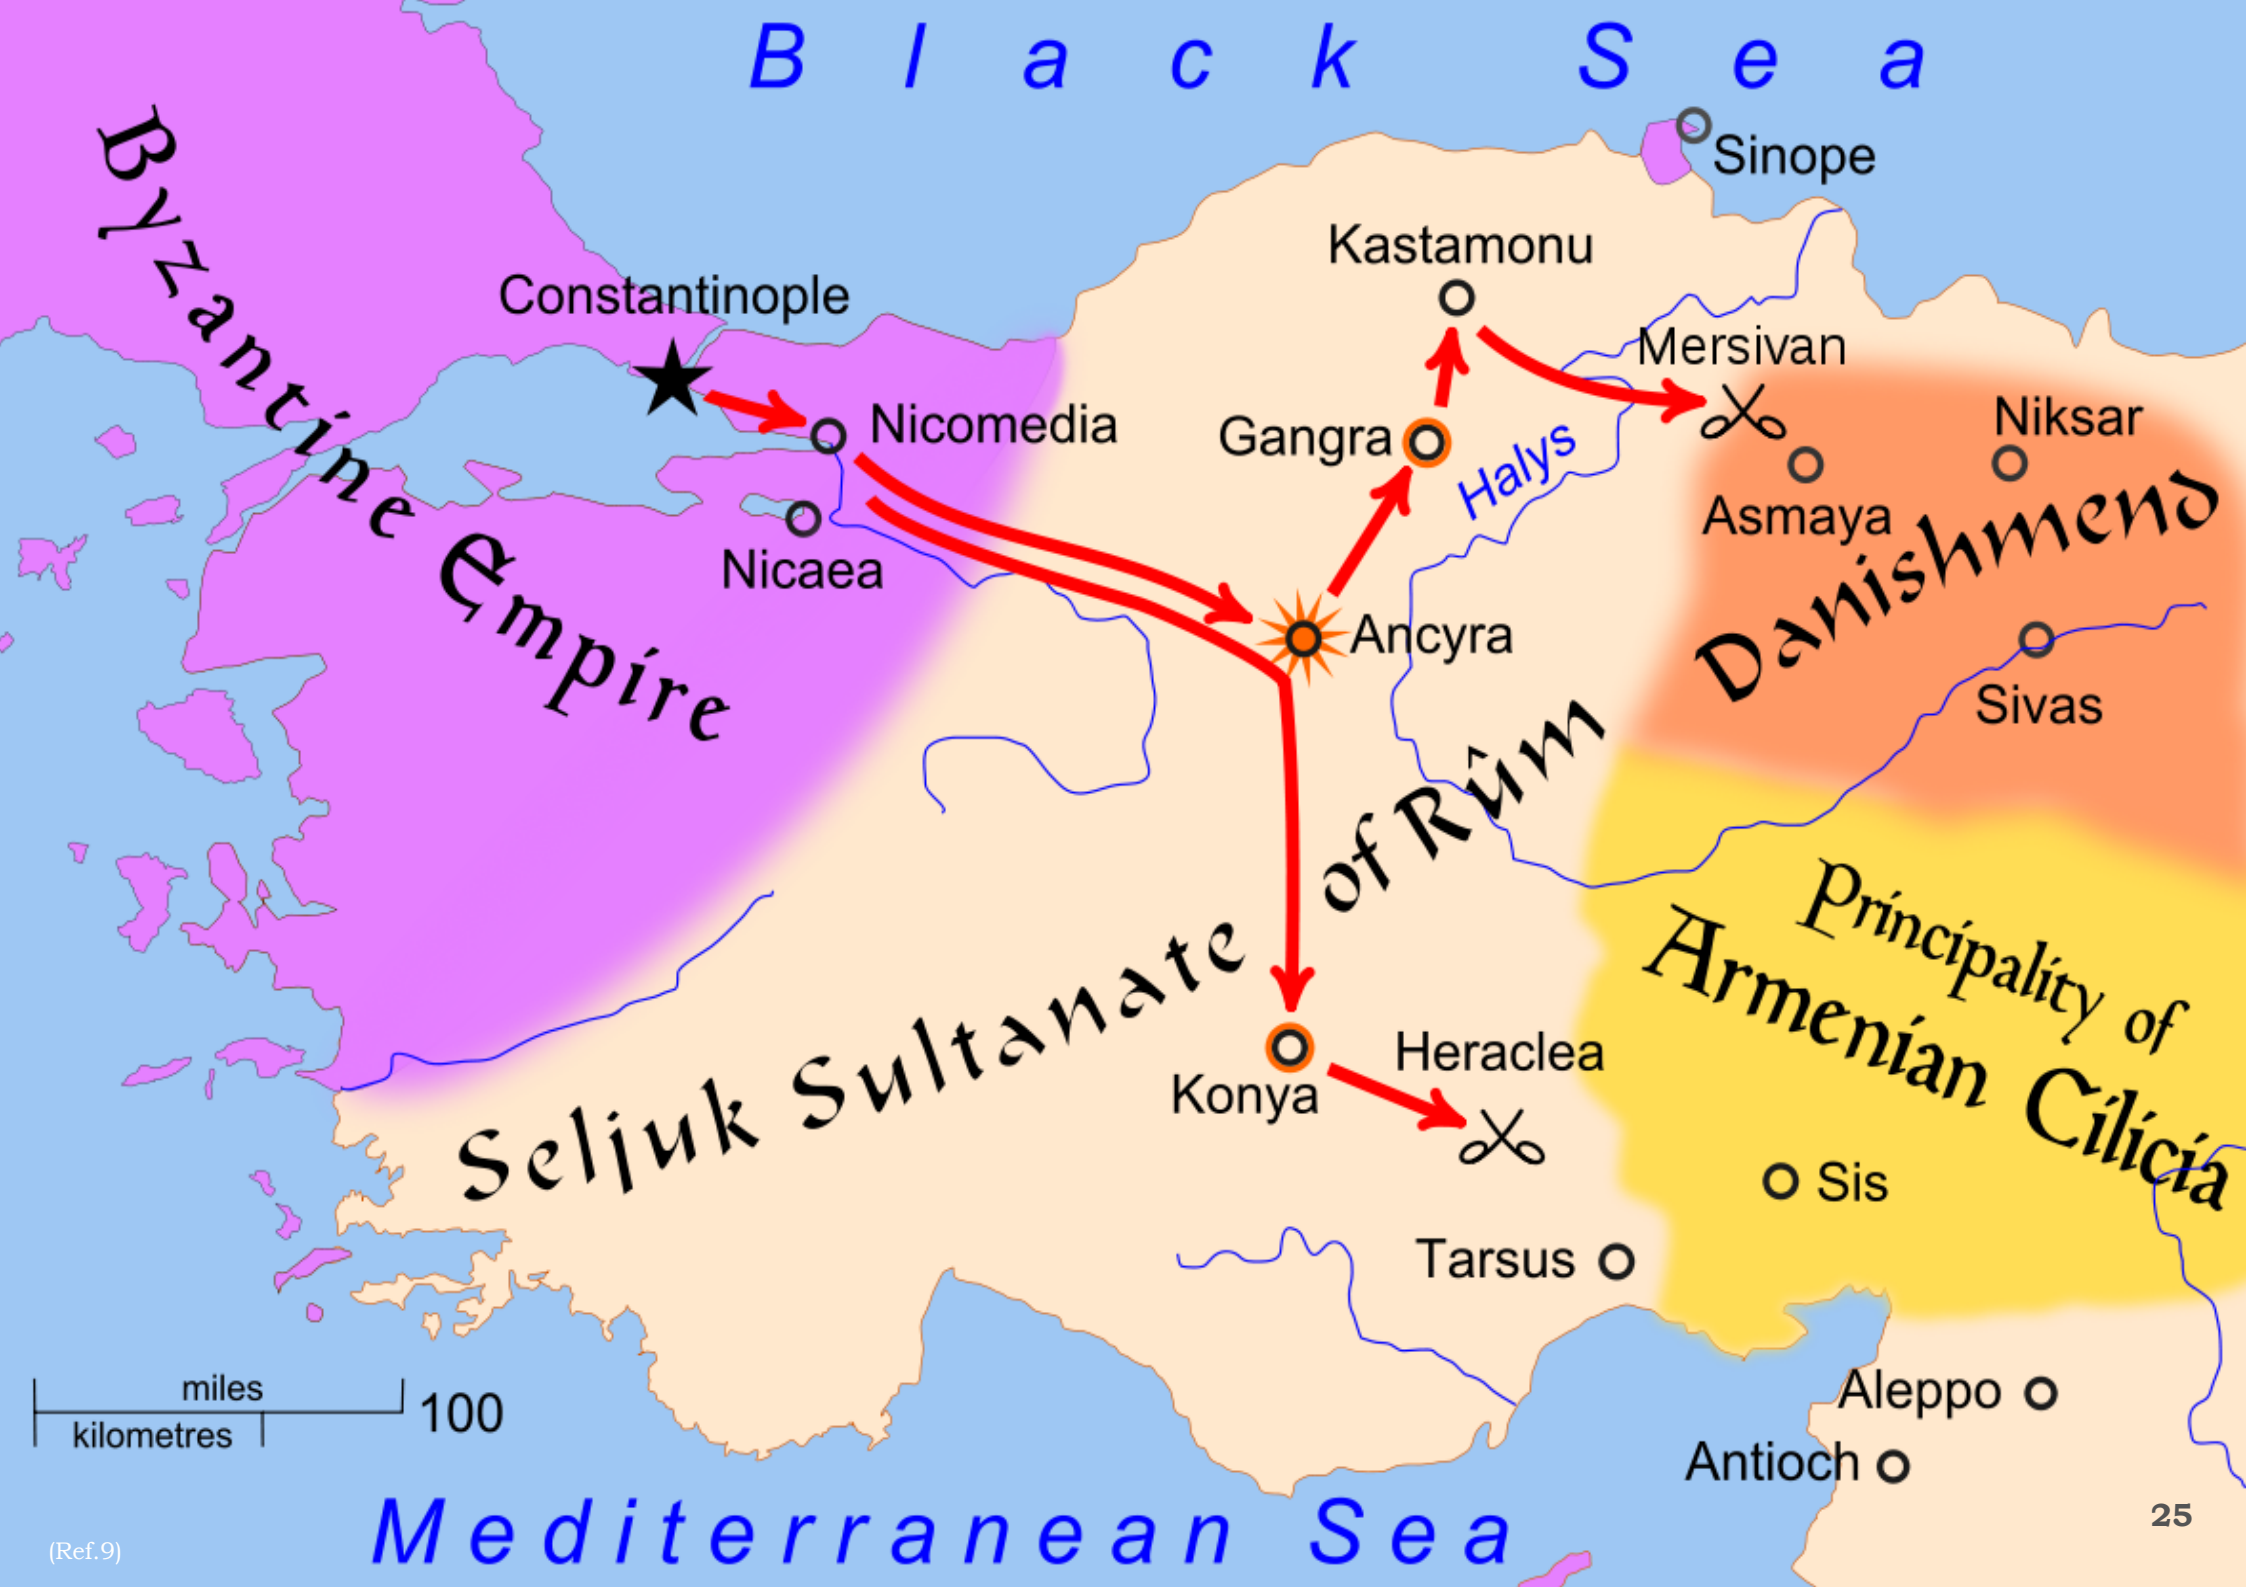 Black Sea
Sinope
Kastamonu
Constantinople
Mersivan
Byzantine Empire
Nicomedia
Gangra
Halys
Niksar
Asmaya
Danishmend
Nicaea
Ancyra
Sivas
Seljuk Sultanate of Rûm
Principality of
Armenian Cilicia
Heraclea
Konya
Sis
Tarsus
miles
kilometres
100
Aleppo
Antioch
Mediterranean Sea
25
(Ref.9)